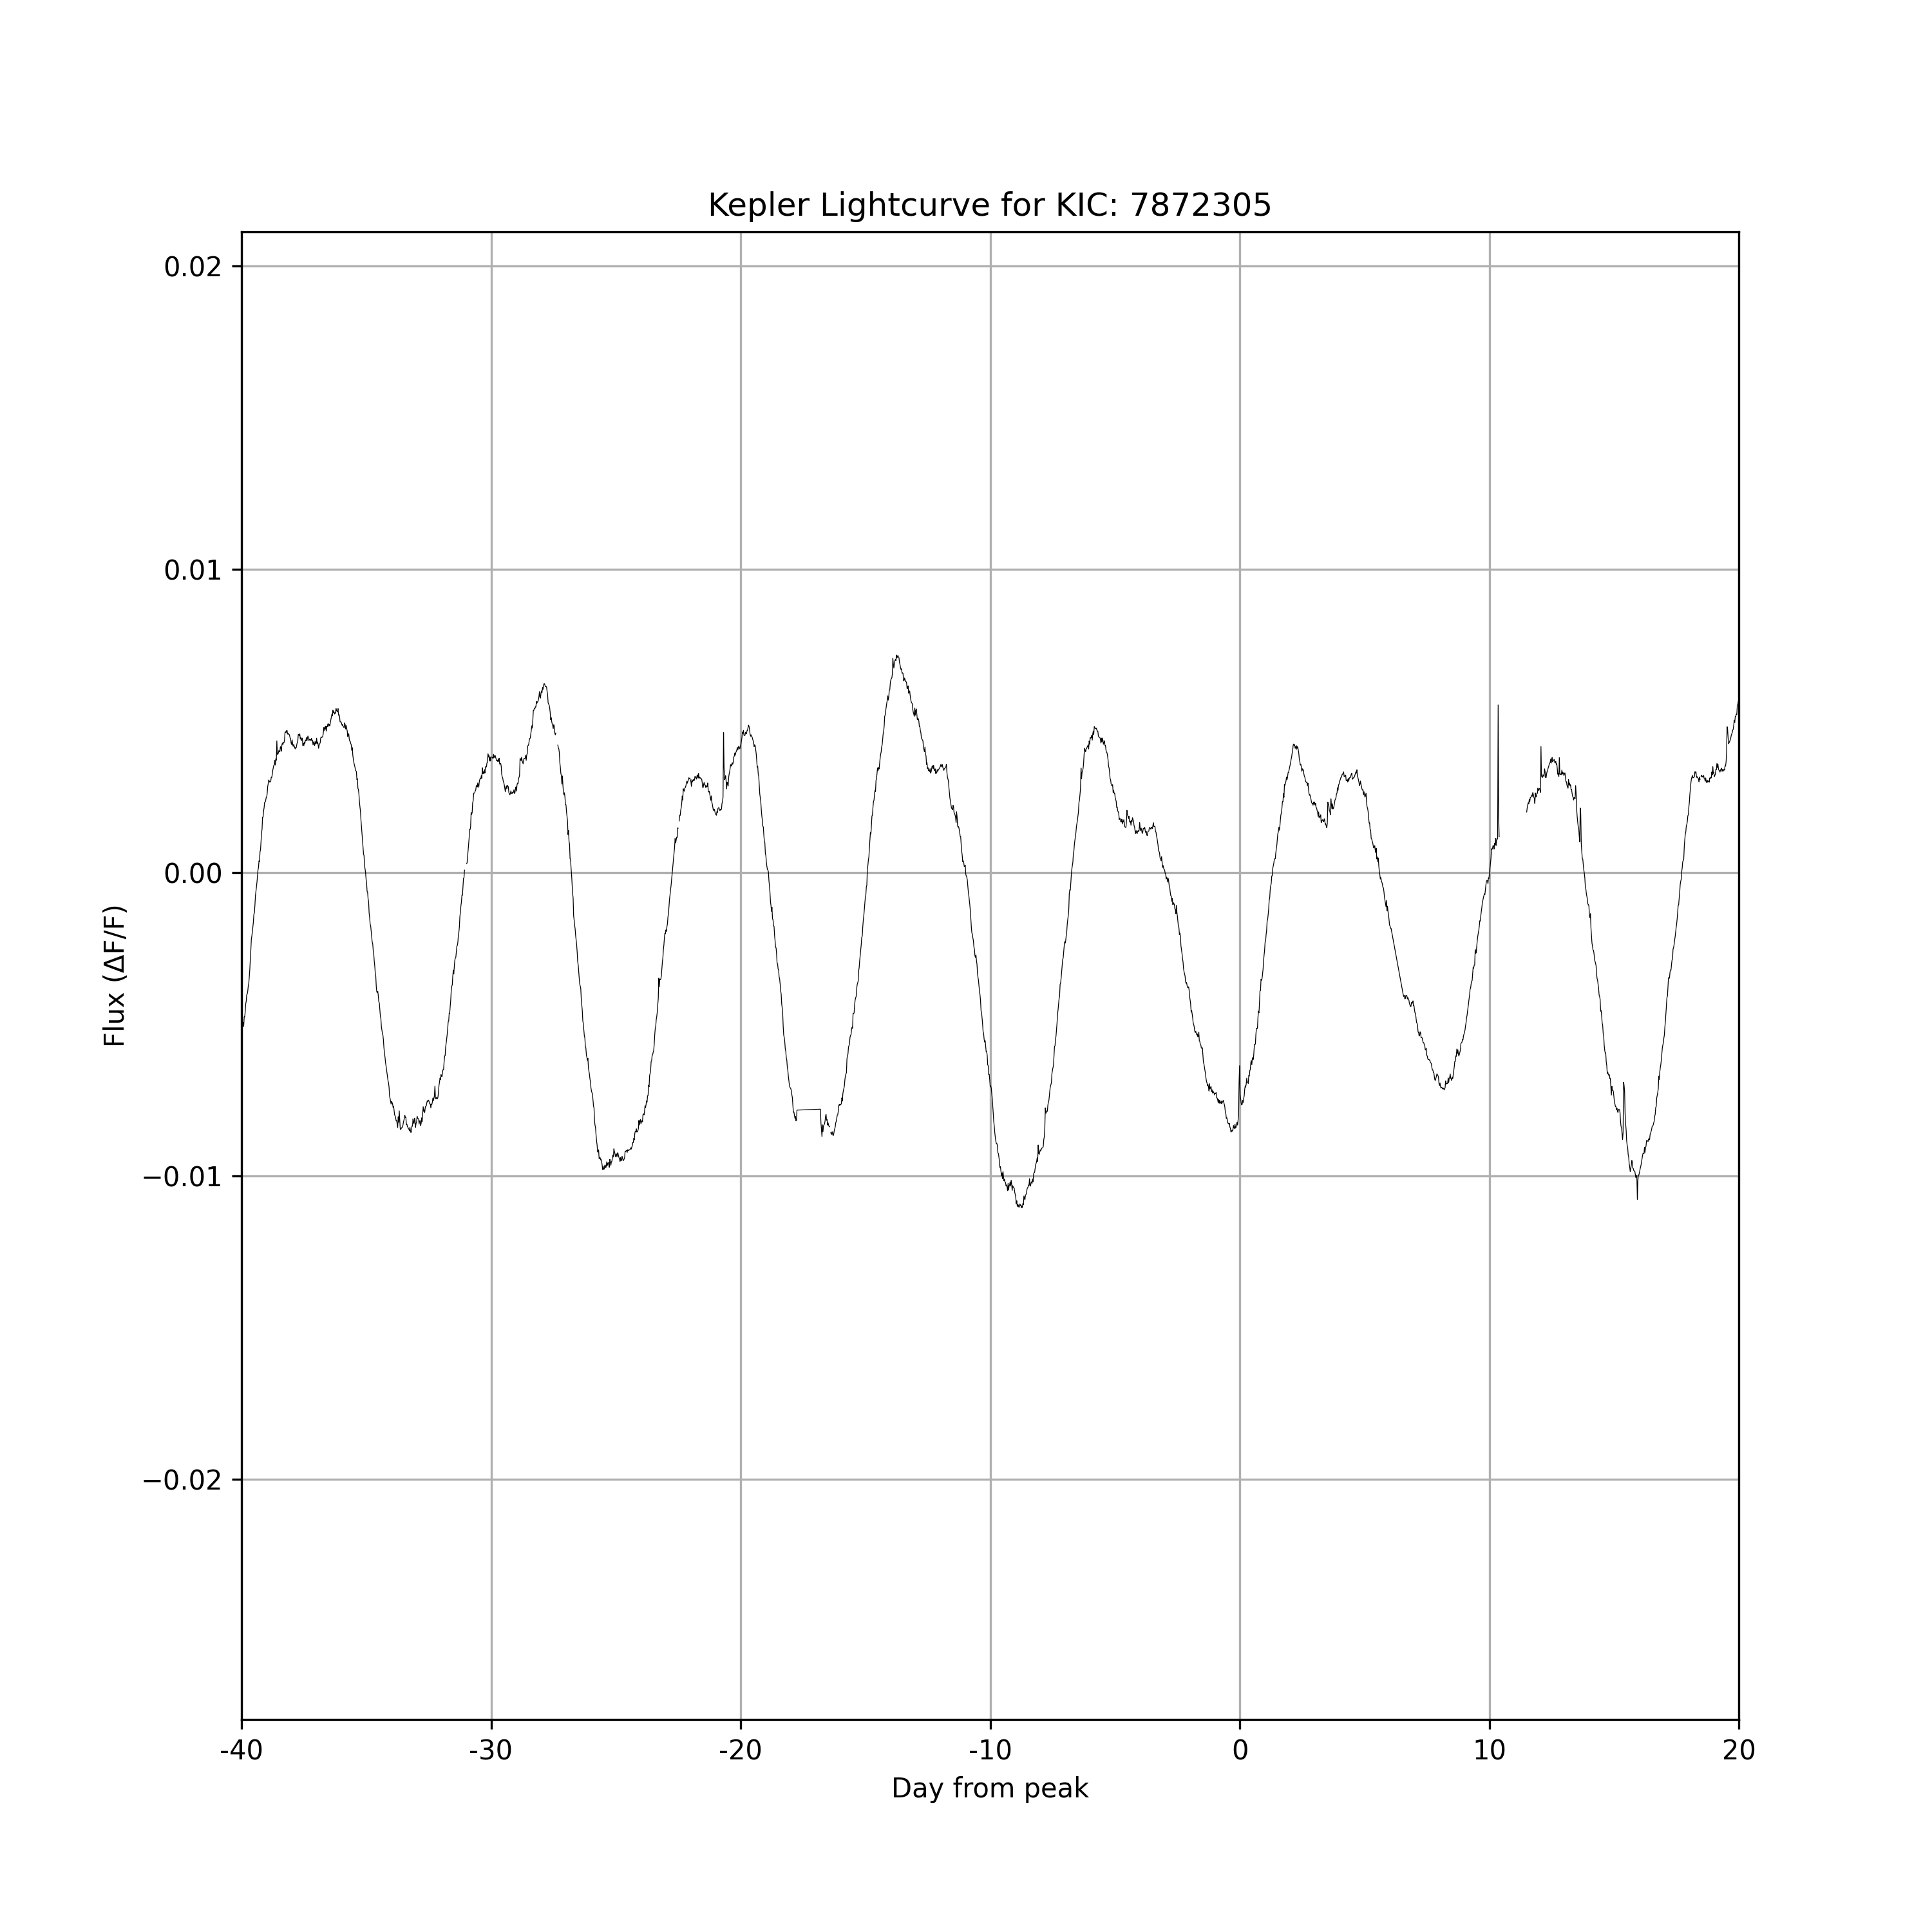 Kepler Lightcurve for KIC: 7872305
0.02
0.01
0.00
−0.01
−0.02
Flux (ΔF/F)
-40 -30 -20 -10 0 10 20
Day from peak